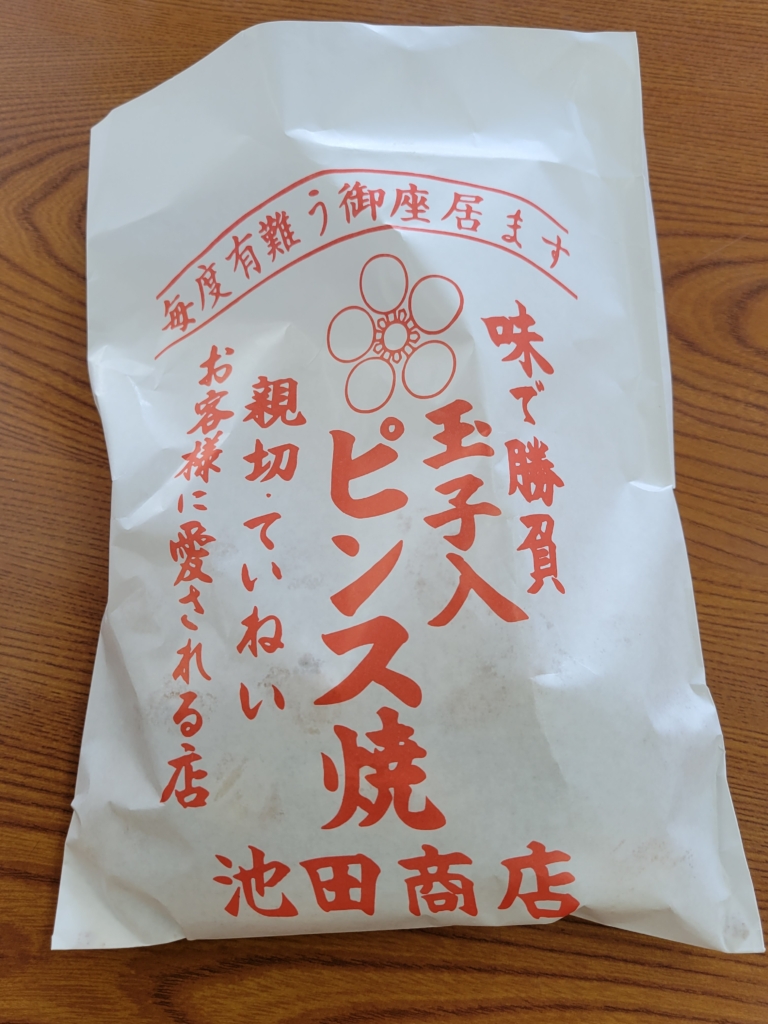 毎度有難う御座居ます
味で勝負
玉子入
ピンス焼
親切·ていねい
お客様に愛される店
池田商店